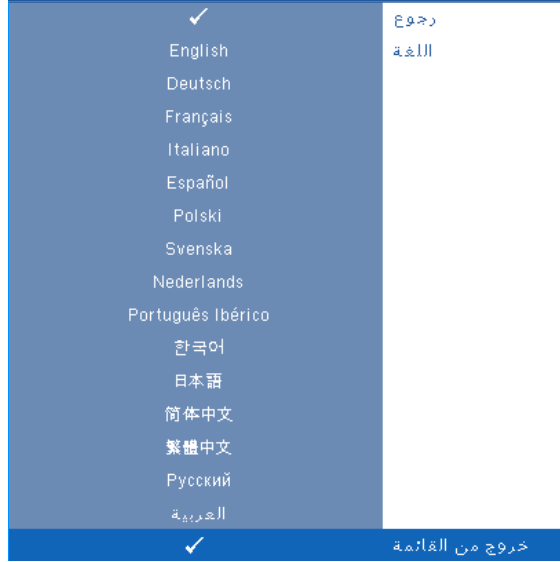 رجوع ✓
اللغة English
Deutsch
Français
Italiano
Español
Polski
Svenska
Nederlands
Português Ibérico
한국어
日本語
简体中文
繁體中文
Русский
العربية
خروج من القائمة ✓